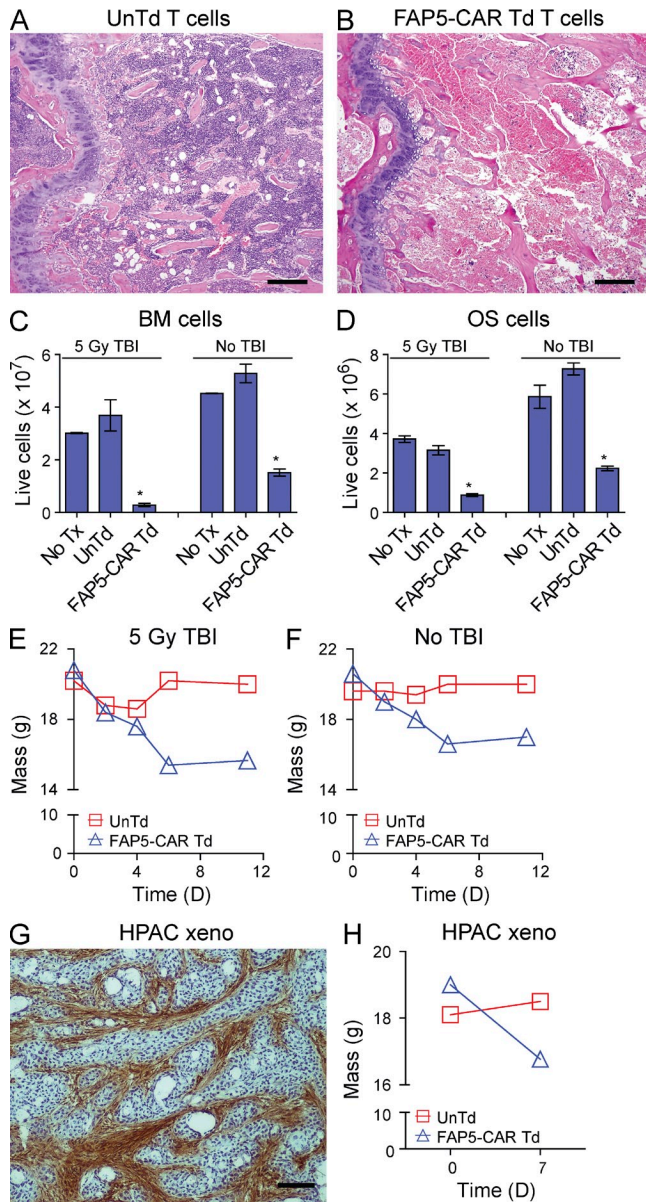 A UnTd T cells
B FAP5-CAR Td T cells
C BM cells
5 Gy TBI No TBI
Live cells (x 10⁷)
6
4
2
0
No Tx
UnTd
FAP5-CAR Td
No Tx
UnTd
FAP5-CAR Td
* *
D OS cells
5 Gy TBI No TBI
Live cells (x 10⁶)
8
6
4
2
0
No Tx
UnTd
FAP5-CAR Td
No Tx
UnTd
FAP5-CAR Td
* *
E 5 Gy TBI
Mass (g)
22
18
14
10
0
UnTd
FAP5-CAR Td
0 4 8 12
Time (D)
F No TBI
Mass (g)
22
18
14
10
0
UnTd
FAP5-CAR Td
0 4 8 12
Time (D)
G HPAC xeno
H HPAC xeno
Mass (g)
20
18
16
10
0
UnTd
FAP5-CAR Td
0 7
Time (D)